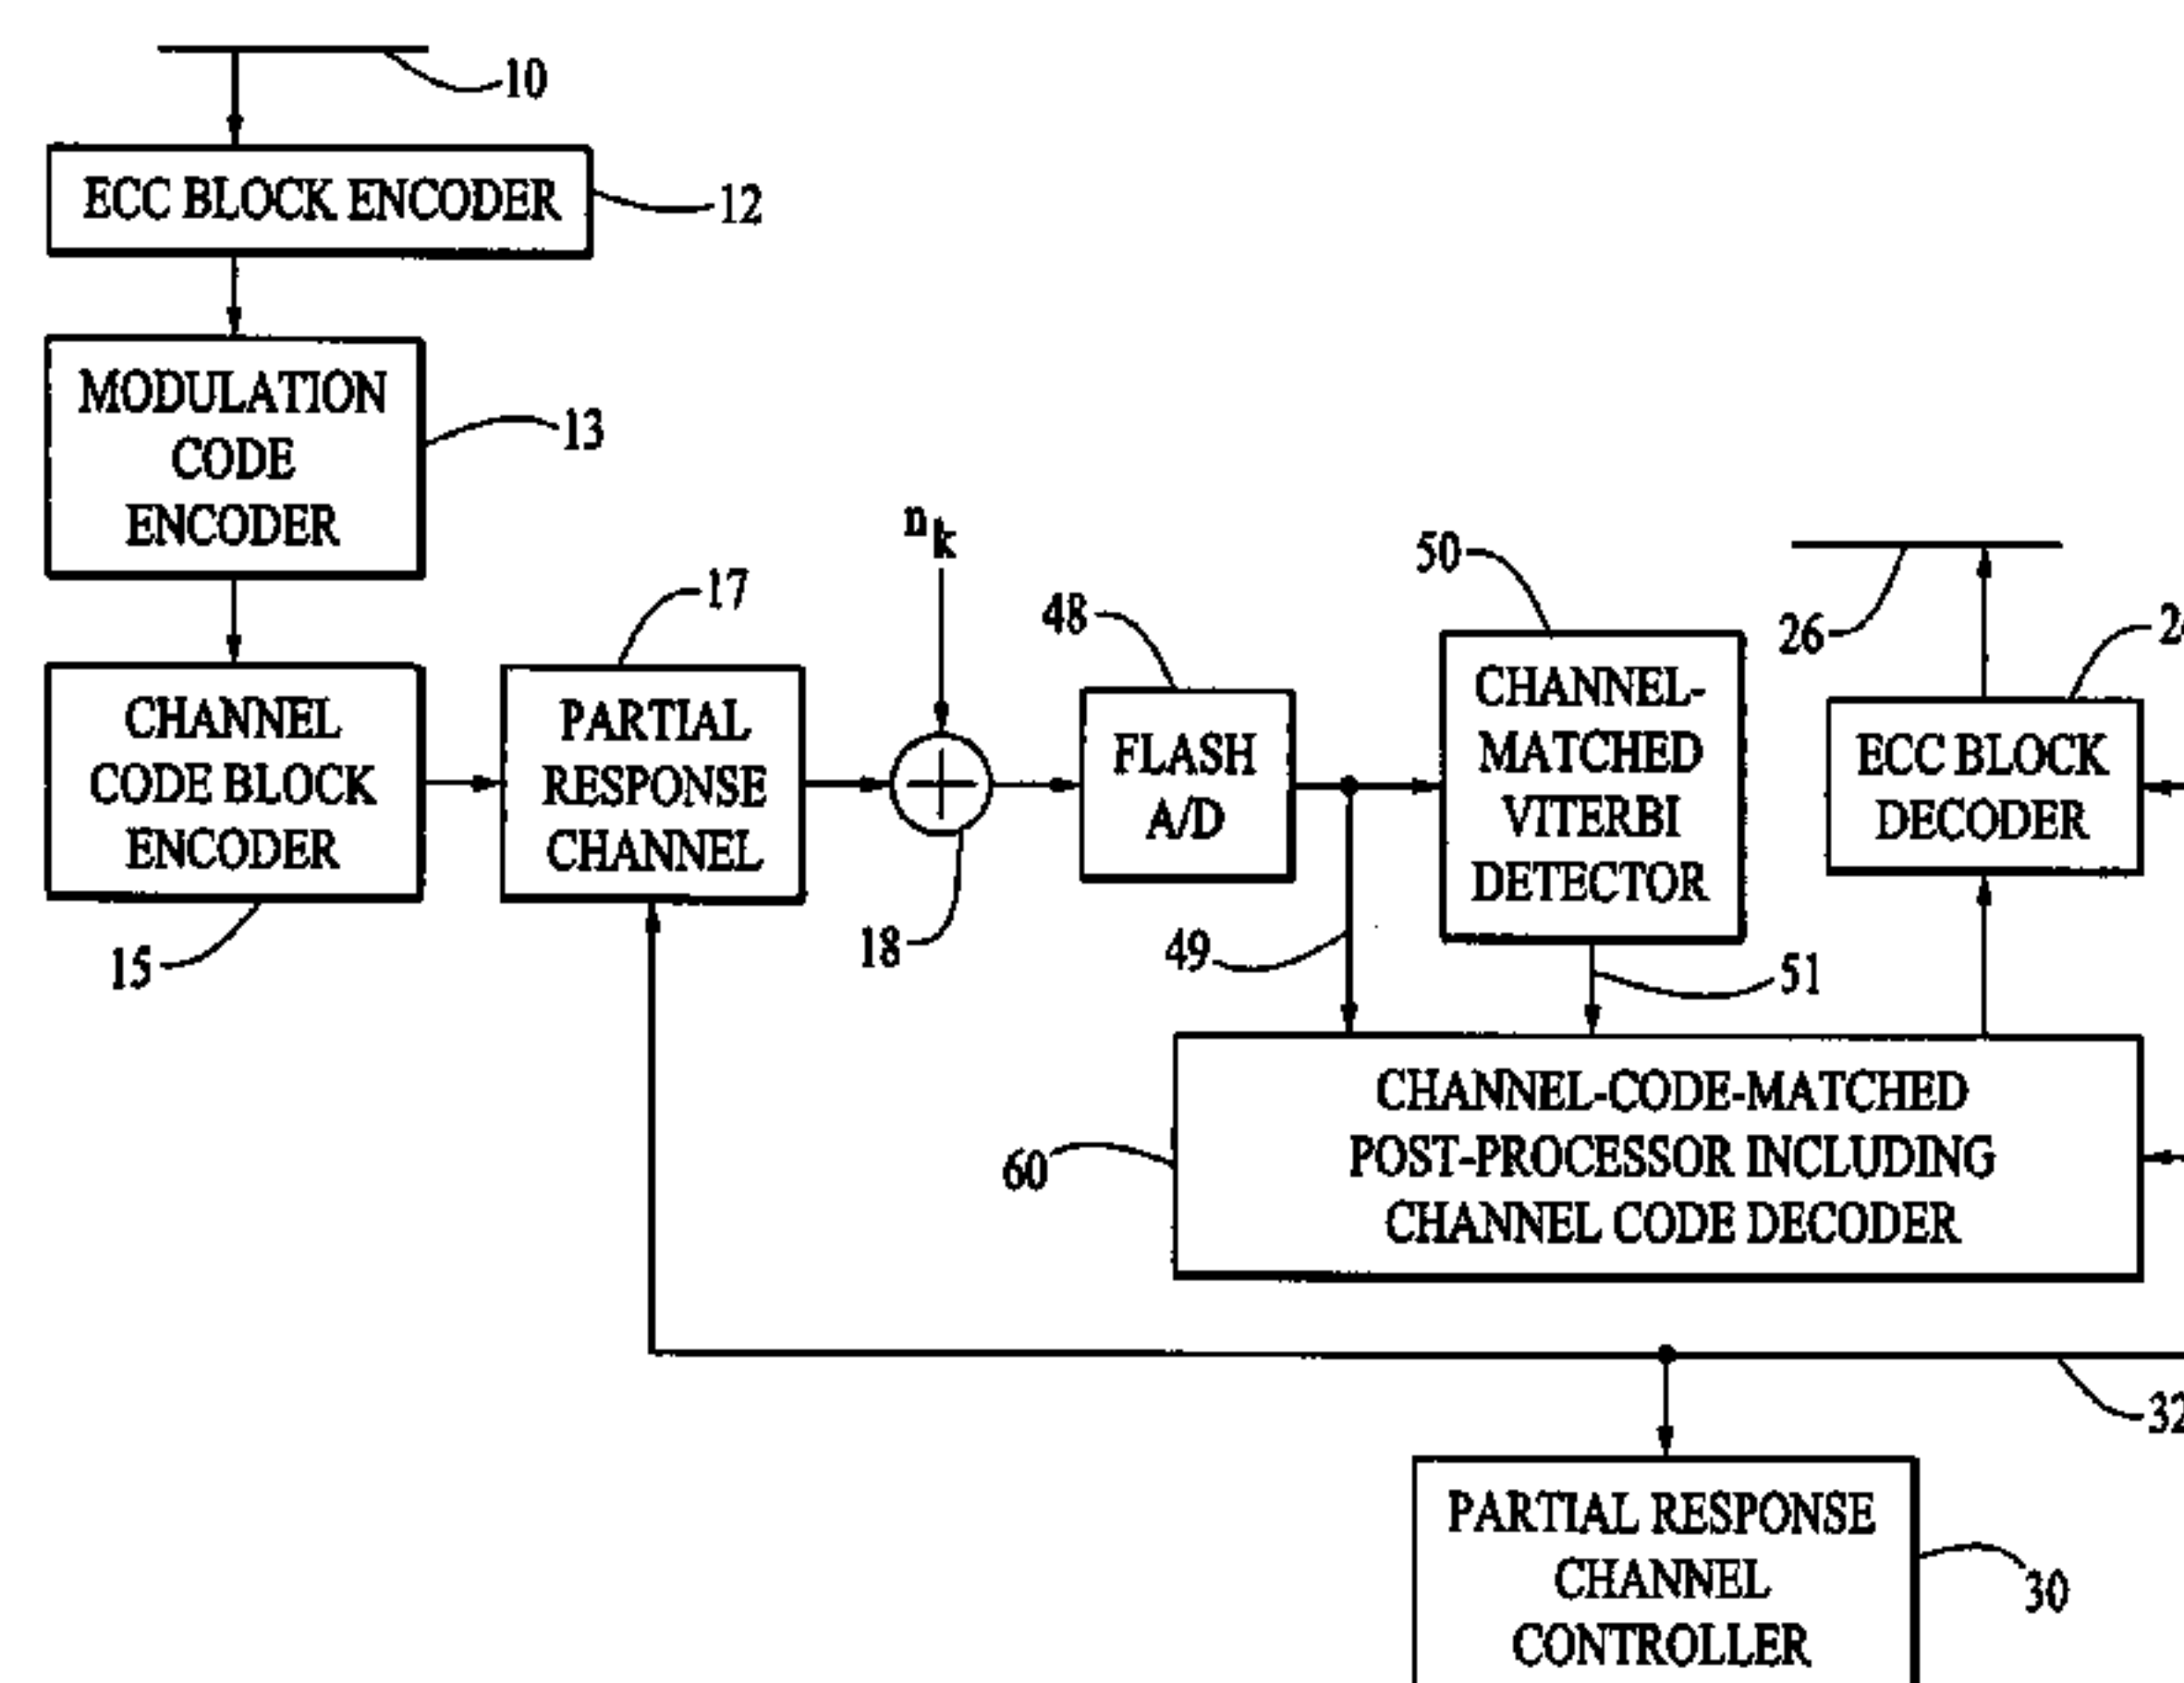 10
ECC BLOCK ENCODER
12
MODULATION
CODE
ENCODER
13
CHANNEL
CODE BLOCK
ENCODER
15
PARTIAL
RESPONSE
CHANNEL
17
nk
18
FLASH
A/D
48
49
CHANNEL-
MATCHED
VITERBI
DETECTOR
50
51
26
ECC BLOCK
DECODER
CHANNEL-CODE-MATCHED
POST-PROCESSOR INCLUDING
CHANNEL CODE DECODER
60
32
PARTIAL RESPONSE
CHANNEL
CONTROLLER
30